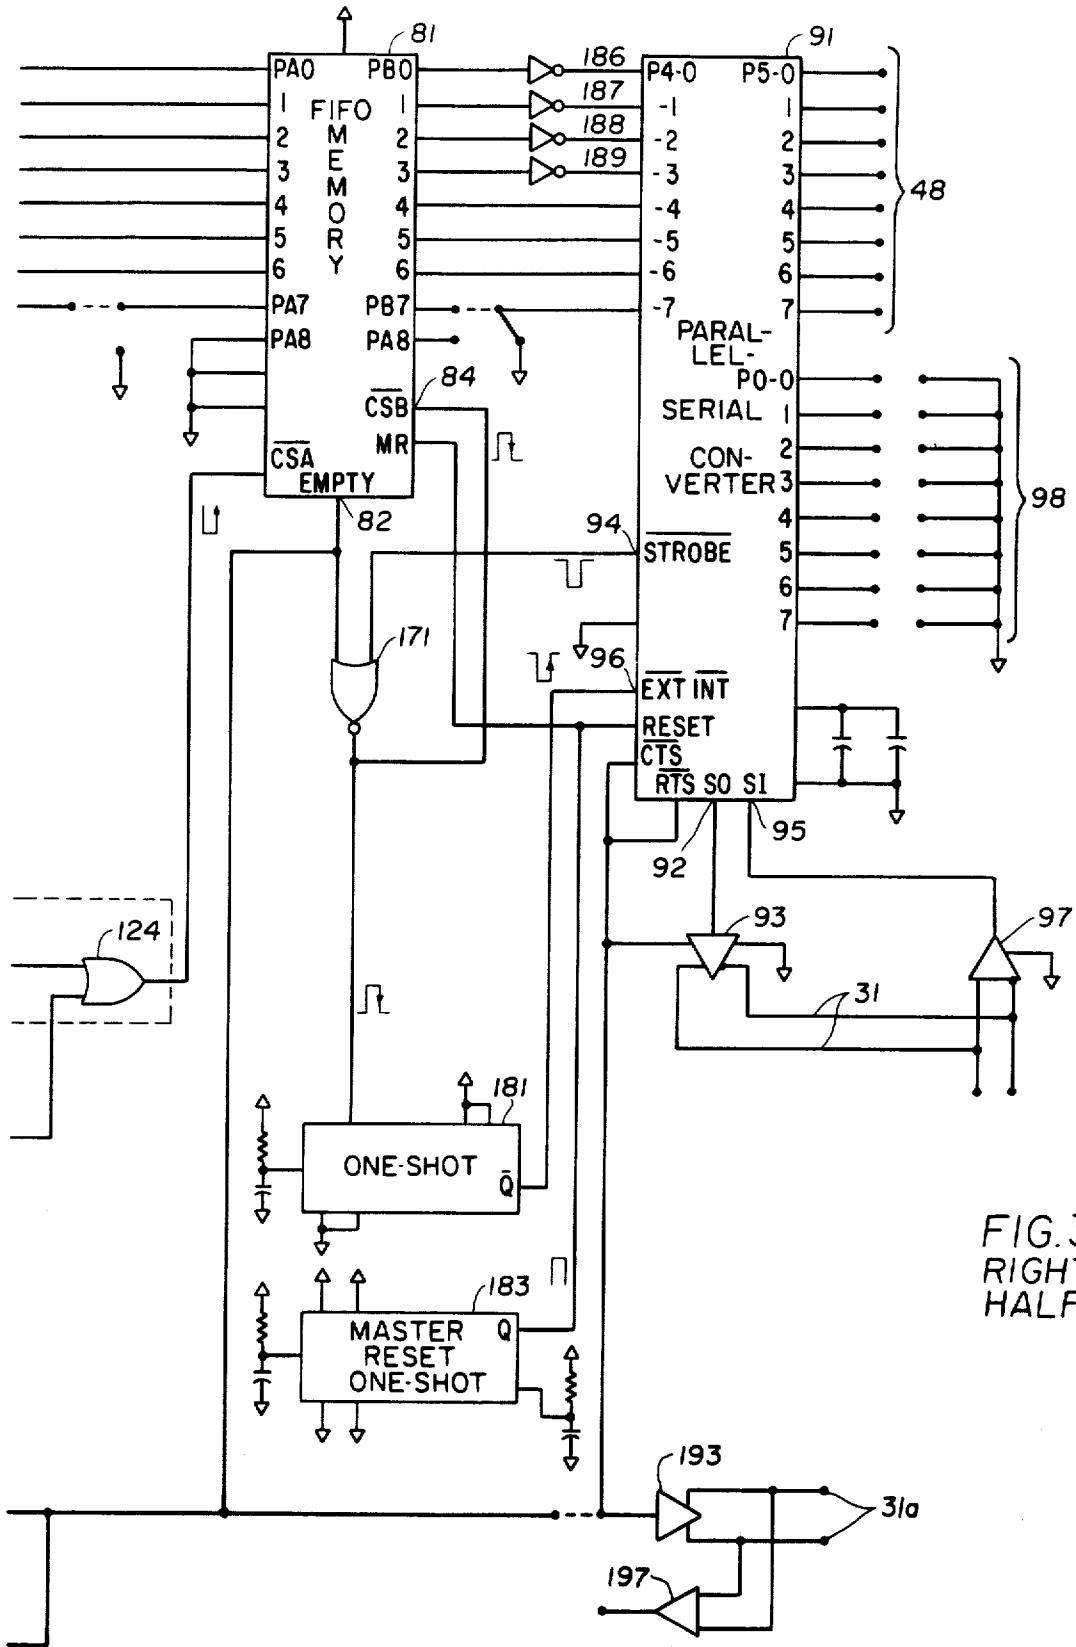 81
91
PA0 PB0 186 P4-0 P5-0
1 FIFO 1 187 -1 1
2 MEMORY 2 188 -2 2
3 3 189 -3 3
4 4 -4 4 48
5 5 -5 5
6 6 -6 6
PA7 PB7 -7 7
PA8 PA8
PARAL-
LEL-
P0-0
CSB 84
SERIAL 1
MR
2
CSA
CON-
EMPTY
VERTER 3 98
82
4
94 STROBE 5
6
171
7
96 EXT INT
RESET
CTS
RTS SO SI
92 95
124
93
97
31
181
ONE-SHOT
Q̅
183
MASTER
RESET
ONE-SHOT
Q
FIG.3
RIGHT
HALF
193
31a
197